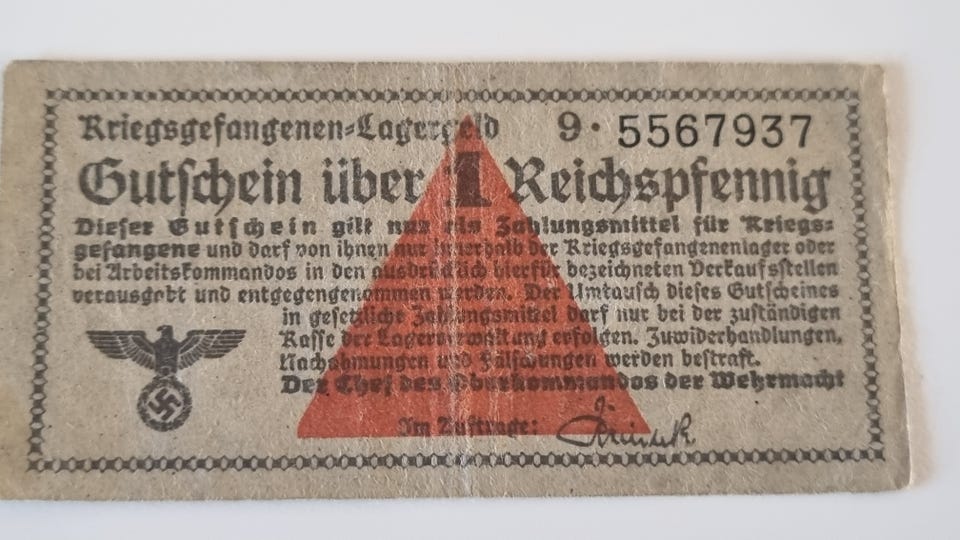 Kriegsgefangenen-Lagergeld 9 · 5567937
Gutschein über 1 Reichspfennig
Dieser Gutschein gilt nur als Zahlungsmittel für Kriegs-
gefangene und darf von ihnen nur innerhalb der Kriegsgefangenenlager oder
bei Arbeitskommandos in den ausdrücklich hierfür bezeichneten Verkaufsstellen
verausgabt und entgegengenommen werden. Der Umtausch dieses Gutscheines
in gesetzliche Zahlungsmittel darf nur bei der zuständigen
Kasse der Lagerverwaltung erfolgen. Zuwiderhandlungen,
Nachahmungen und Fälschungen werden bestraft.
Der Chef des Oberkommandos der Wehrmacht
Im Auftrage: